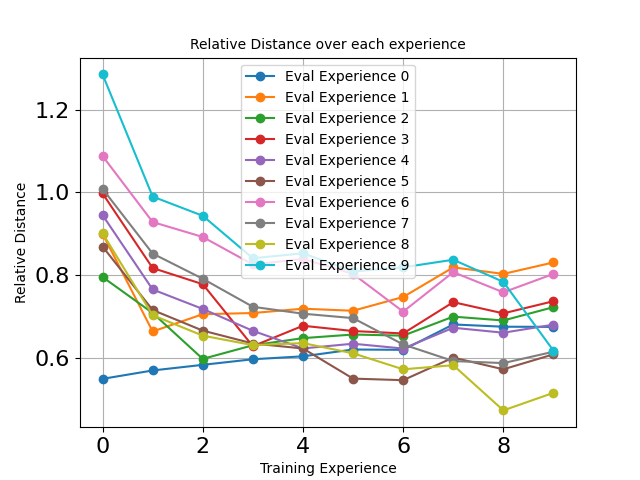 Relative Distance over each experience
Eval Experience 0
Eval Experience 1
Eval Experience 2
Eval Experience 3
Eval Experience 4
Eval Experience 5
Eval Experience 6
Eval Experience 7
Eval Experience 8
Eval Experience 9
1.2
1.0
0.8
0.6
Relative Distance
0 2 4 6 8
Training Experience